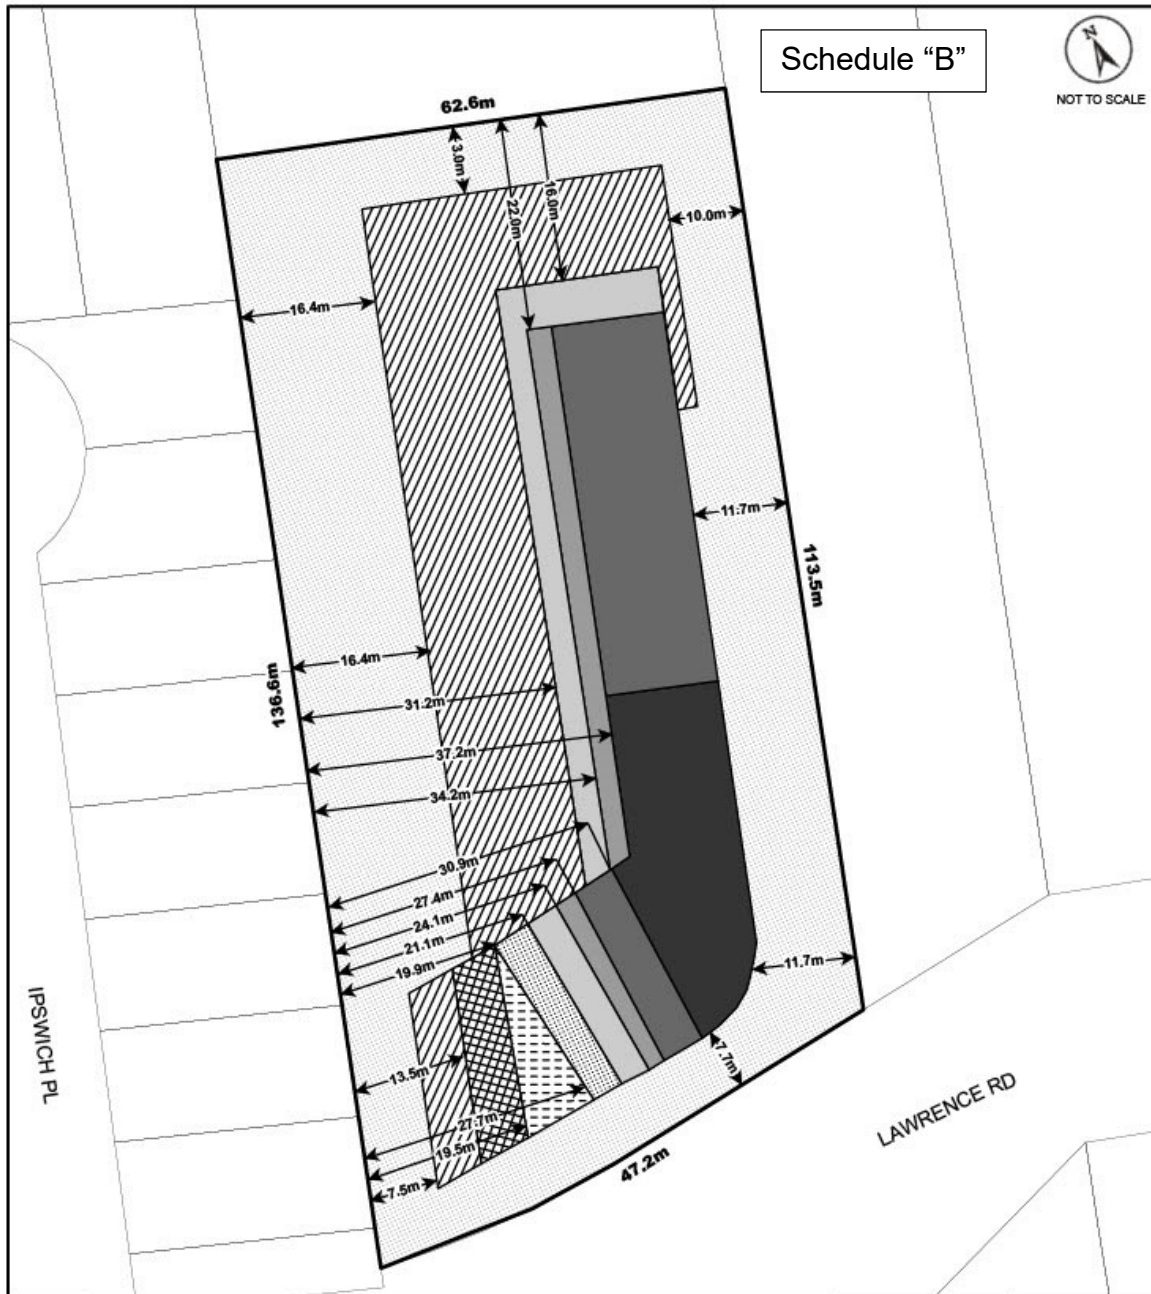 Schedule “B”
N
NOT TO SCALE
62.6m
3.0m
22.0m
16.0m
10.0m
16.4m
11.7m
113.5m
16.4m
136.6m
31.2m
37.2m
34.2m
30.9m
27.4m
24.1m
21.1m
19.9m
11.7m
IPSWICH PL
7.7m
13.5m
27.7m
19.5m
7.5m
47.2m
LAWRENCE RD